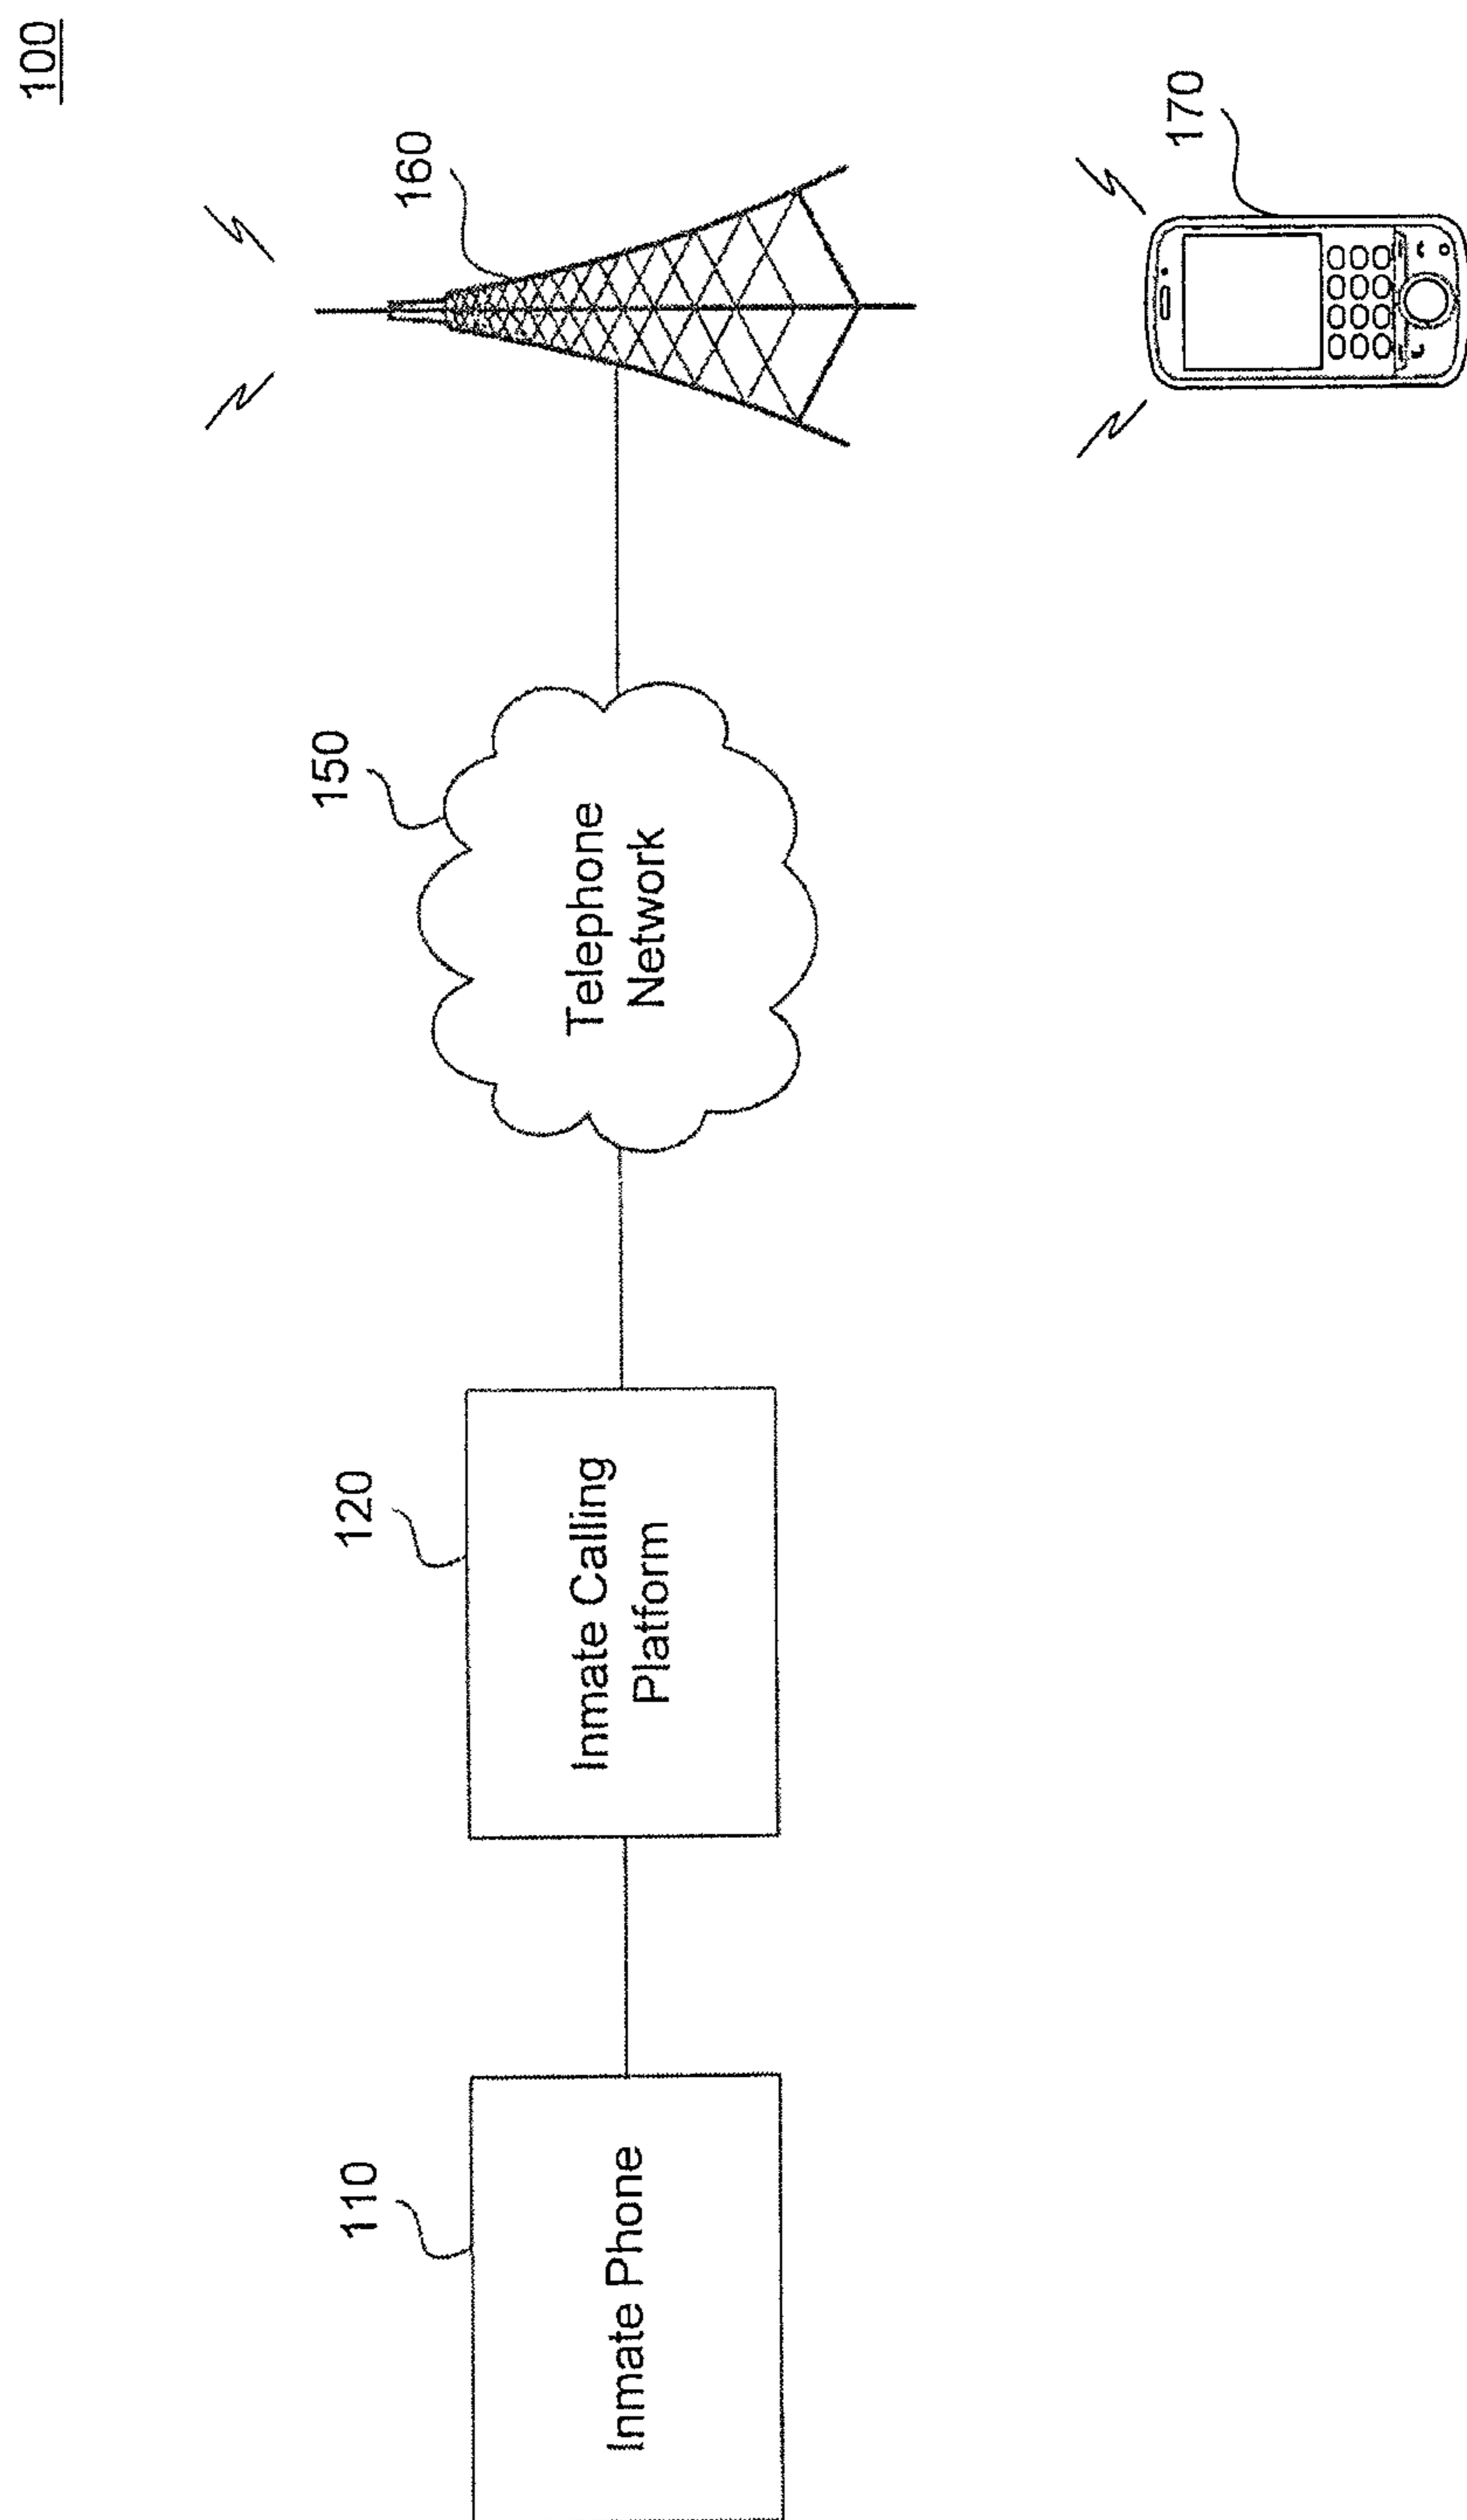 100
160
170
150
Telephone
Network
120
Inmate Calling
Platform
110
Inmate Phone